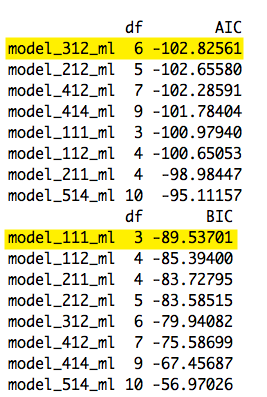 df AIC
model_312_ml 6 -102.82561
model_212_ml 5 -102.65580
model_412_ml 7 -102.28591
model_414_ml 9 -101.78404
model_111_ml 3 -100.97940
model_112_ml 4 -100.65053
model_211_ml 4 -98.98447
model_514_ml 10 -95.11157
df BIC
model_111_ml 3 -89.53701
model_112_ml 4 -85.39400
model_211_ml 4 -83.72795
model_212_ml 5 -83.58515
model_312_ml 6 -79.94082
model_412_ml 7 -75.58699
model_414_ml 9 -67.45687
model_514_ml 10 -56.97026